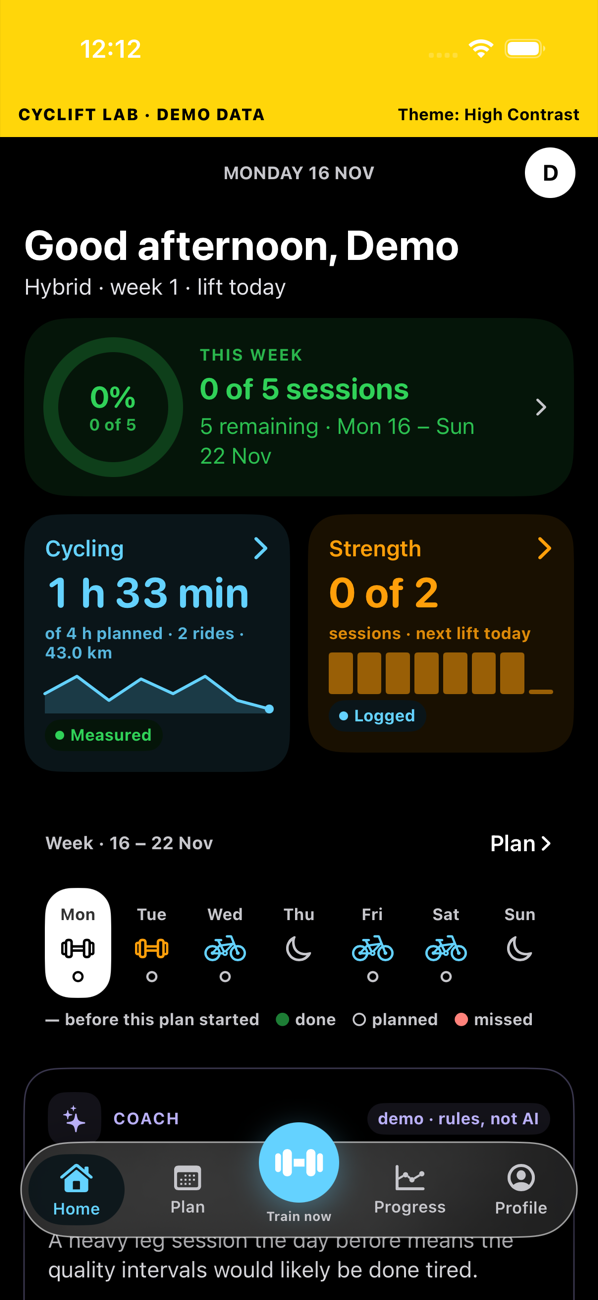 12:12
CYCLIFT LAB · DEMO DATA
Theme: High Contrast
MONDAY 16 NOV
D
Good afternoon, Demo
Hybrid · week 1 · lift today
THIS WEEK
0%
0 of 5
0 of 5 sessions
5 remaining · Mon 16 – Sun
22 Nov
Cycling
1 h 33 min
of 4 h planned · 2 rides ·
43.0 km
Measured
Strength
0 of 2
sessions · next lift today
Logged
Week · 16 – 22 Nov
Plan
Mon Tue Wed Thu Fri Sat Sun
— before this plan started done planned missed
COACH
demo · rules, not AI
Home
Plan
Train now
Progress
Profile
A heavy leg session the day before means the
quality intervals would likely be done tired.